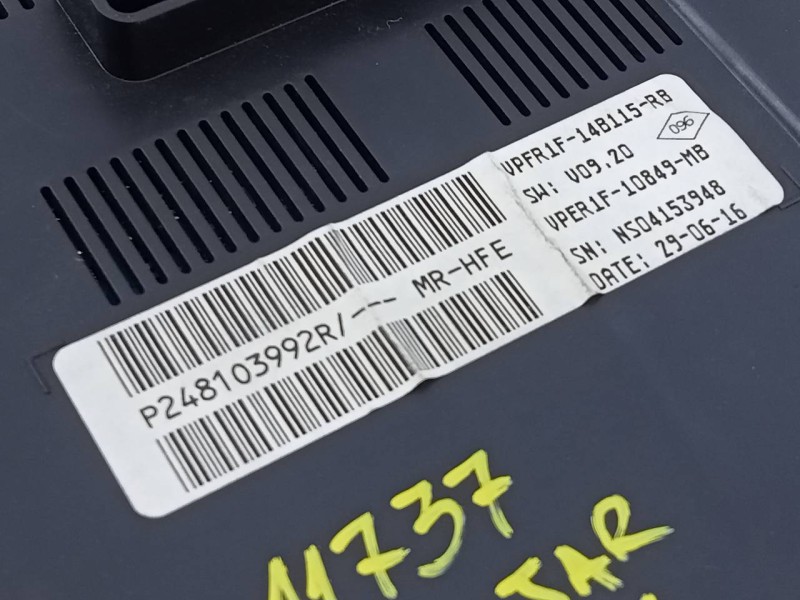 VPFR1F-14B115-RB
SW: V09.20
096
VPER1F-10849-MB
SN: NS04153948
DATE: 29-06-16
P248103992R/--- MR-HFE
11737